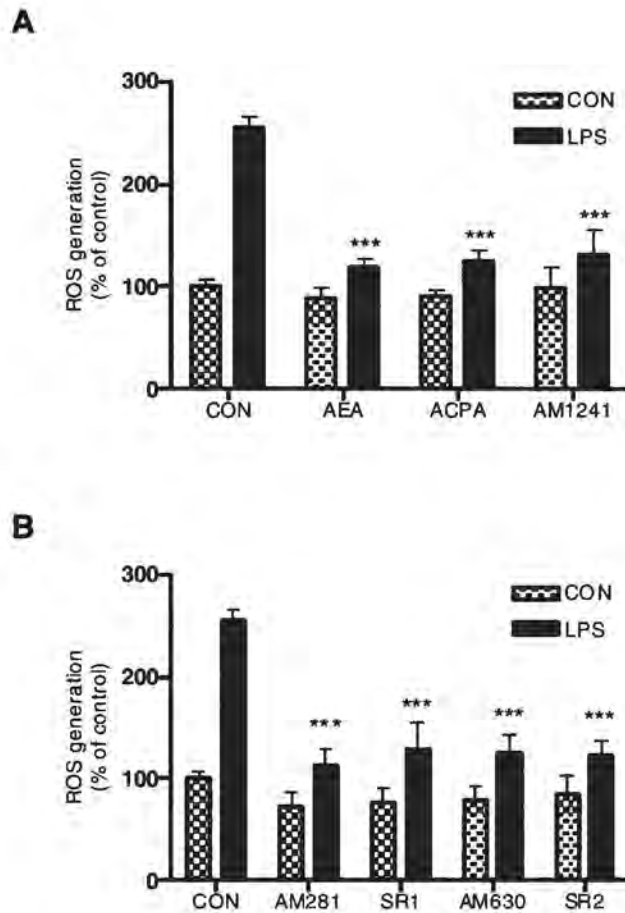 A
300
200
100
0
ROS generation
(% of control)
CON
LPS
***
***
***
CON AEA ACPA AM1241
B
300
200
100
0
ROS generation
(% of control)
CON
LPS
***
***
***
***
CON AM281 SR1 AM630 SR2